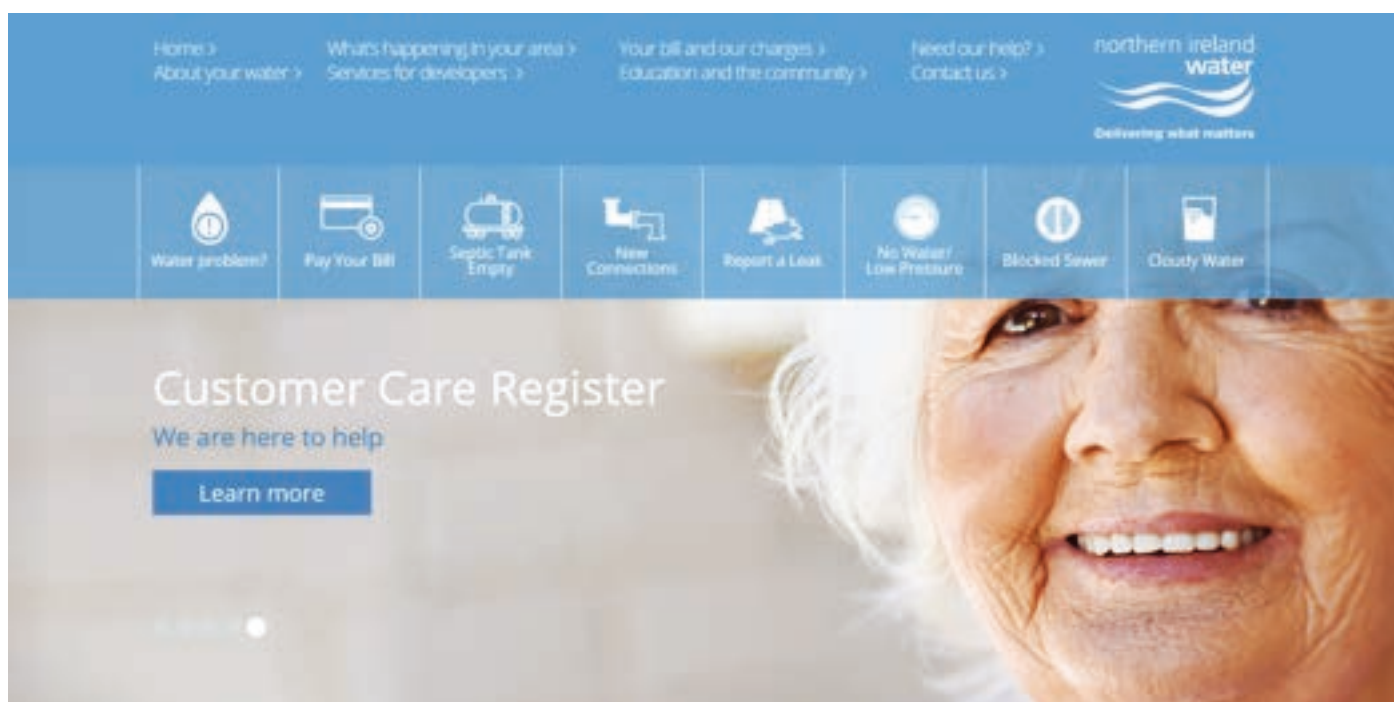 Home >
What's happening in your area >
Your bill and our charges >
Need our help? >
About your water >
Services for developers >
Education and the community >
Contact us >
northern ireland
water
Delivering what matters
Water problem?
Pay Your Bill
Septic Tank
Empty
New
Connections
Report a Leak
No Water/
Low Pressure
Blocked Sewer
Cloudy Water
Customer Care Register
We are here to help
Learn more